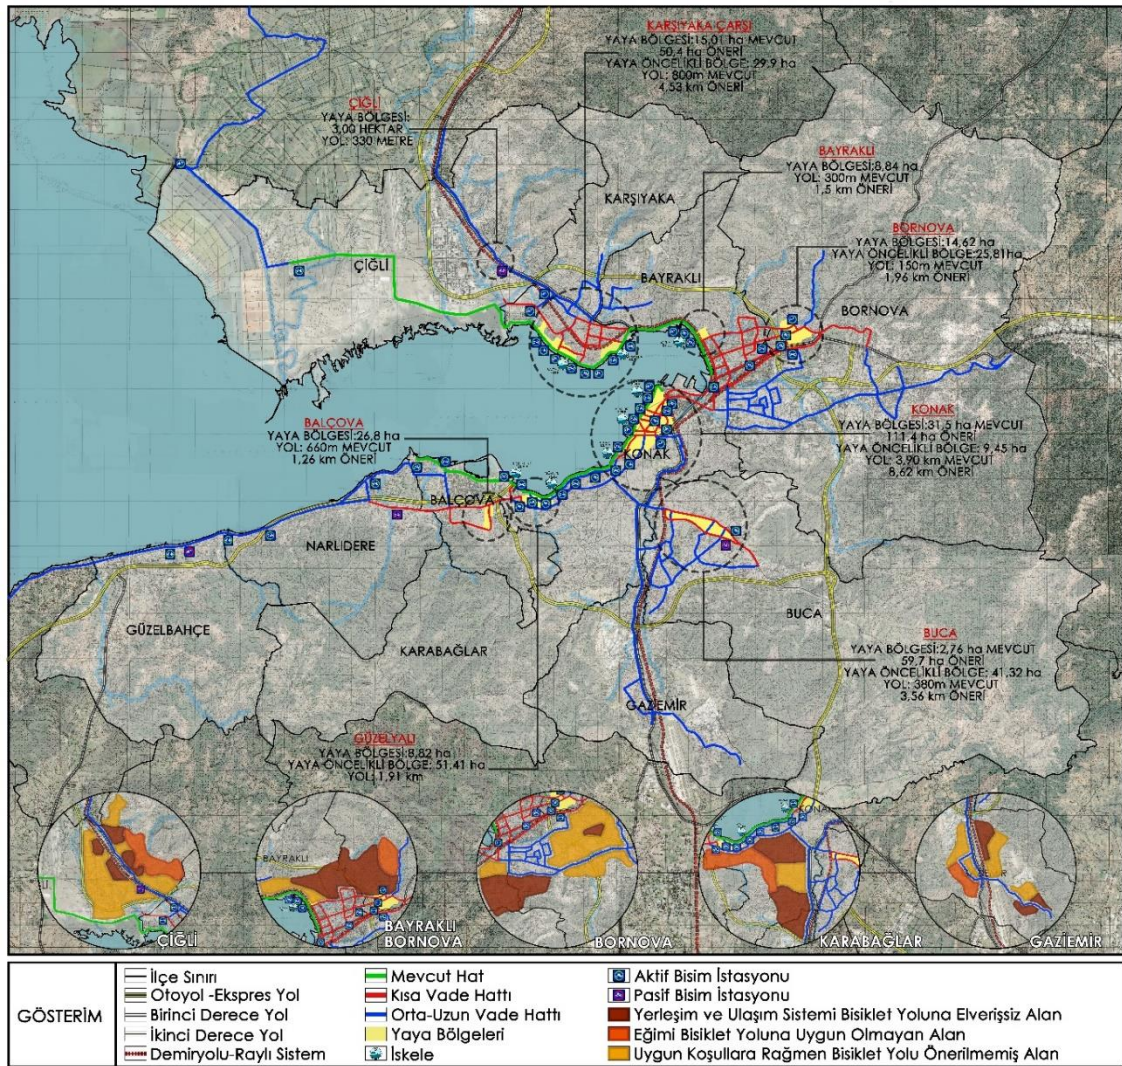 KARŞIYAKA ÇARŞI
YAYA BÖLGESİ:15,01 ha MEVCUT
50,4 ha ÖNERİ
YAYA ÖNCELİKLİ BÖLGE: 29,9 ha
YOL: 800m MEVCUT
4,53 km ÖNERİ
ÇİĞLİ
YAYA BÖLGESİ:
3,00 HEKTAR
YOL: 330 METRE
BAYRAKLI
YAYA BÖLGESİ:8,84 ha
YOL: 300m MEVCUT
1,5 km ÖNERİ
KARŞIYAKA
BORNOVA
YAYA BÖLGESİ:14,62 ha
YAYA ÖNCELİKLİ BÖLGE:25,81ha
YOL: 150m MEVCUT
1,96 km ÖNERİ
ÇİĞLİ
BAYRAKLI
BORNOVA
BALÇOVA
YAYA BÖLGESİ:26,8 ha
YOL: 660m MEVCUT
1,26 km ÖNERİ
KONAK
YAYA BÖLGESİ:31,5 ha MEVCUT
111,4 ha ÖNERİ
YAYA ÖNCELİKLİ BÖLGE: 9,45 ha
YOL: 3,90 km MEVCUT
8,62 km ÖNERİ
KONAK
BALÇOVA
NARLIDERE
GÜZELBAHÇE
KARABAĞLAR
BUCA
BUCA
YAYA BÖLGESİ:2,76 ha MEVCUT
59,7 ha ÖNERİ
YAYA ÖNCELİKLİ BÖLGE: 41,32 ha
YOL: 380m MEVCUT
3,56 km ÖNERİ
GAZİEMİR
GÜZELYALI
YAYA BÖLGESİ:8,82 ha
YAYA ÖNCELİKLİ BÖLGE: 51,41 ha
YOL: 1,91 km
BAYRAKLI
ÇİĞLİ
BAYRAKLI
BORNOVA
BORNOVA
KARABAĞLAR
GAZİEMİR
GÖSTERİM
İlçe Sınırı
Otoyol -Ekspres Yol
Birinci Derece Yol
İkinci Derece Yol
Demiryolu-Raylı Sistem
Mevcut Hat
Kısa Vade Hattı
Orta-Uzun Vade Hattı
Yaya Bölgeleri
İskele
Aktif Bisim İstasyonu
Pasif Bisim İstasyonu
Yerleşim ve Ulaşım Sistemi Bisiklet Yoluna Elverişsiz Alan
Eğimi Bisiklet Yoluna Uygun Olmayan Alan
Uygun Koşullara Rağmen Bisiklet Yolu Önerilmemiş Alan